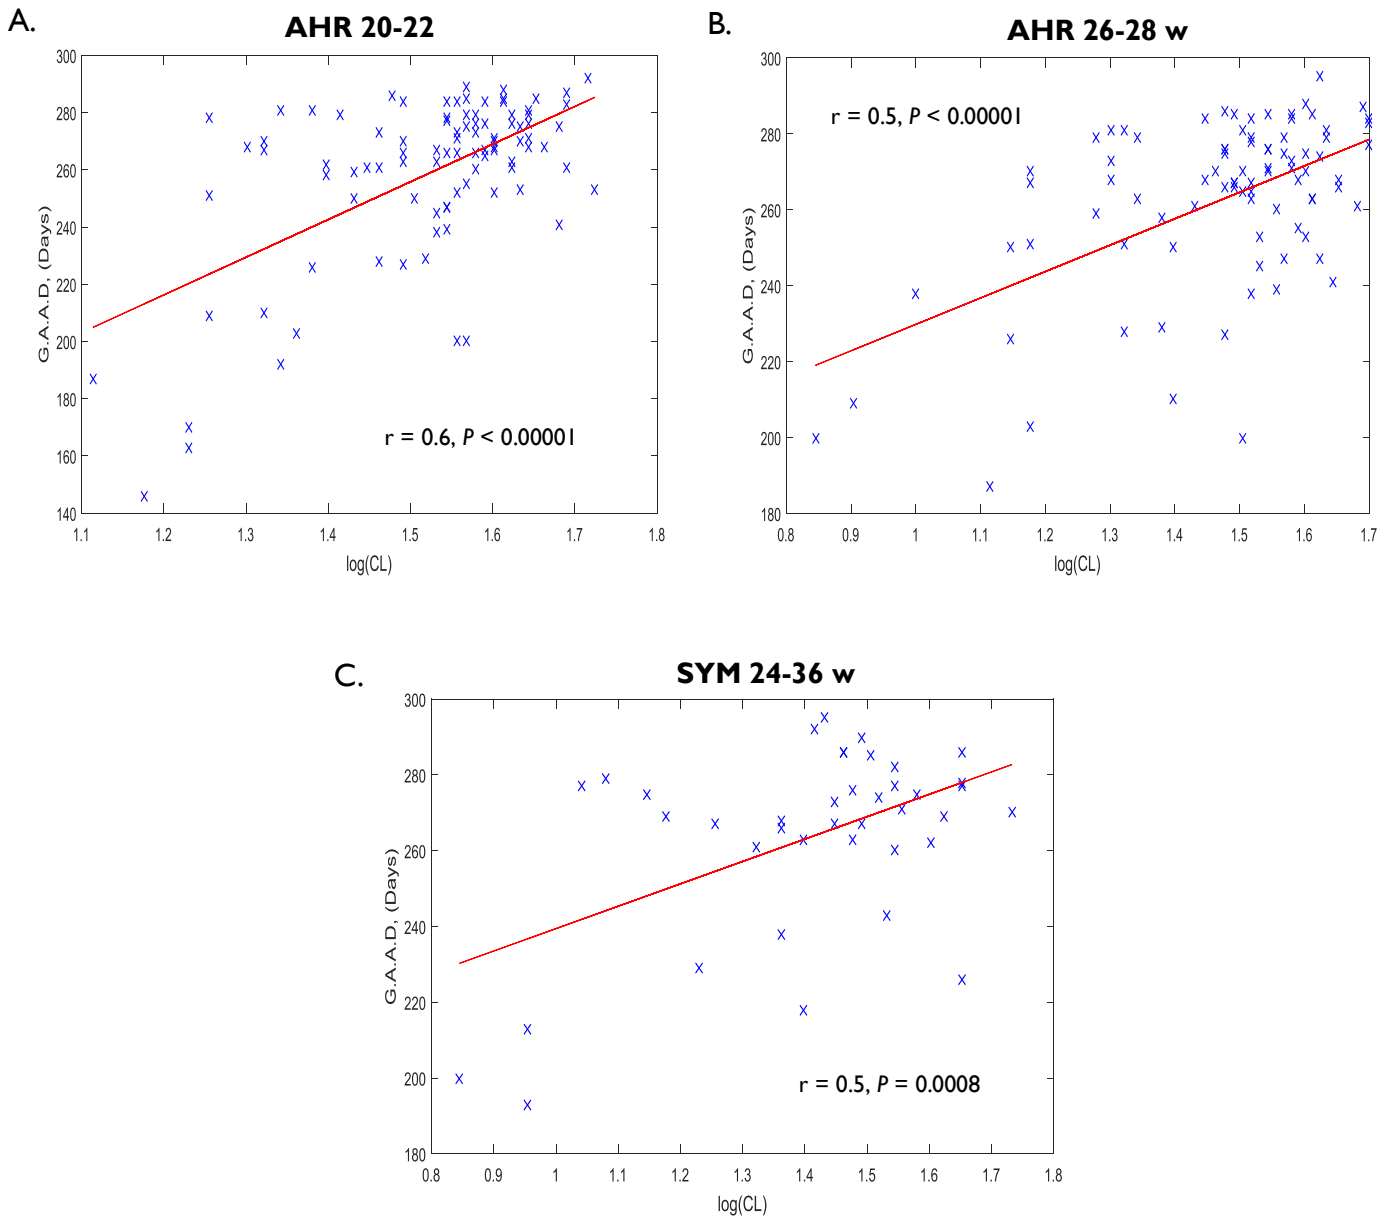 A.
AHR 20-22
300
280
260
240
220
200
180
160
140
G.A.A.D, (Days)
r = 0.6, P < 0.00001
1.1 1.2 1.3 1.4 1.5 1.6 1.7 1.8
log(CL)
B.
AHR 26-28 w
300
280
260
240
220
200
180
G.A.A.D, (Days)
r = 0.5, P < 0.00001
0.8 0.9 1 1.1 1.2 1.3 1.4 1.5 1.6 1.7
log(CL)
C.
SYM 24-36 w
300
280
260
240
220
200
180
G.A.A.D, (Days)
r = 0.5, P = 0.0008
0.8 0.9 1 1.1 1.2 1.3 1.4 1.5 1.6 1.7 1.8
log(CL)